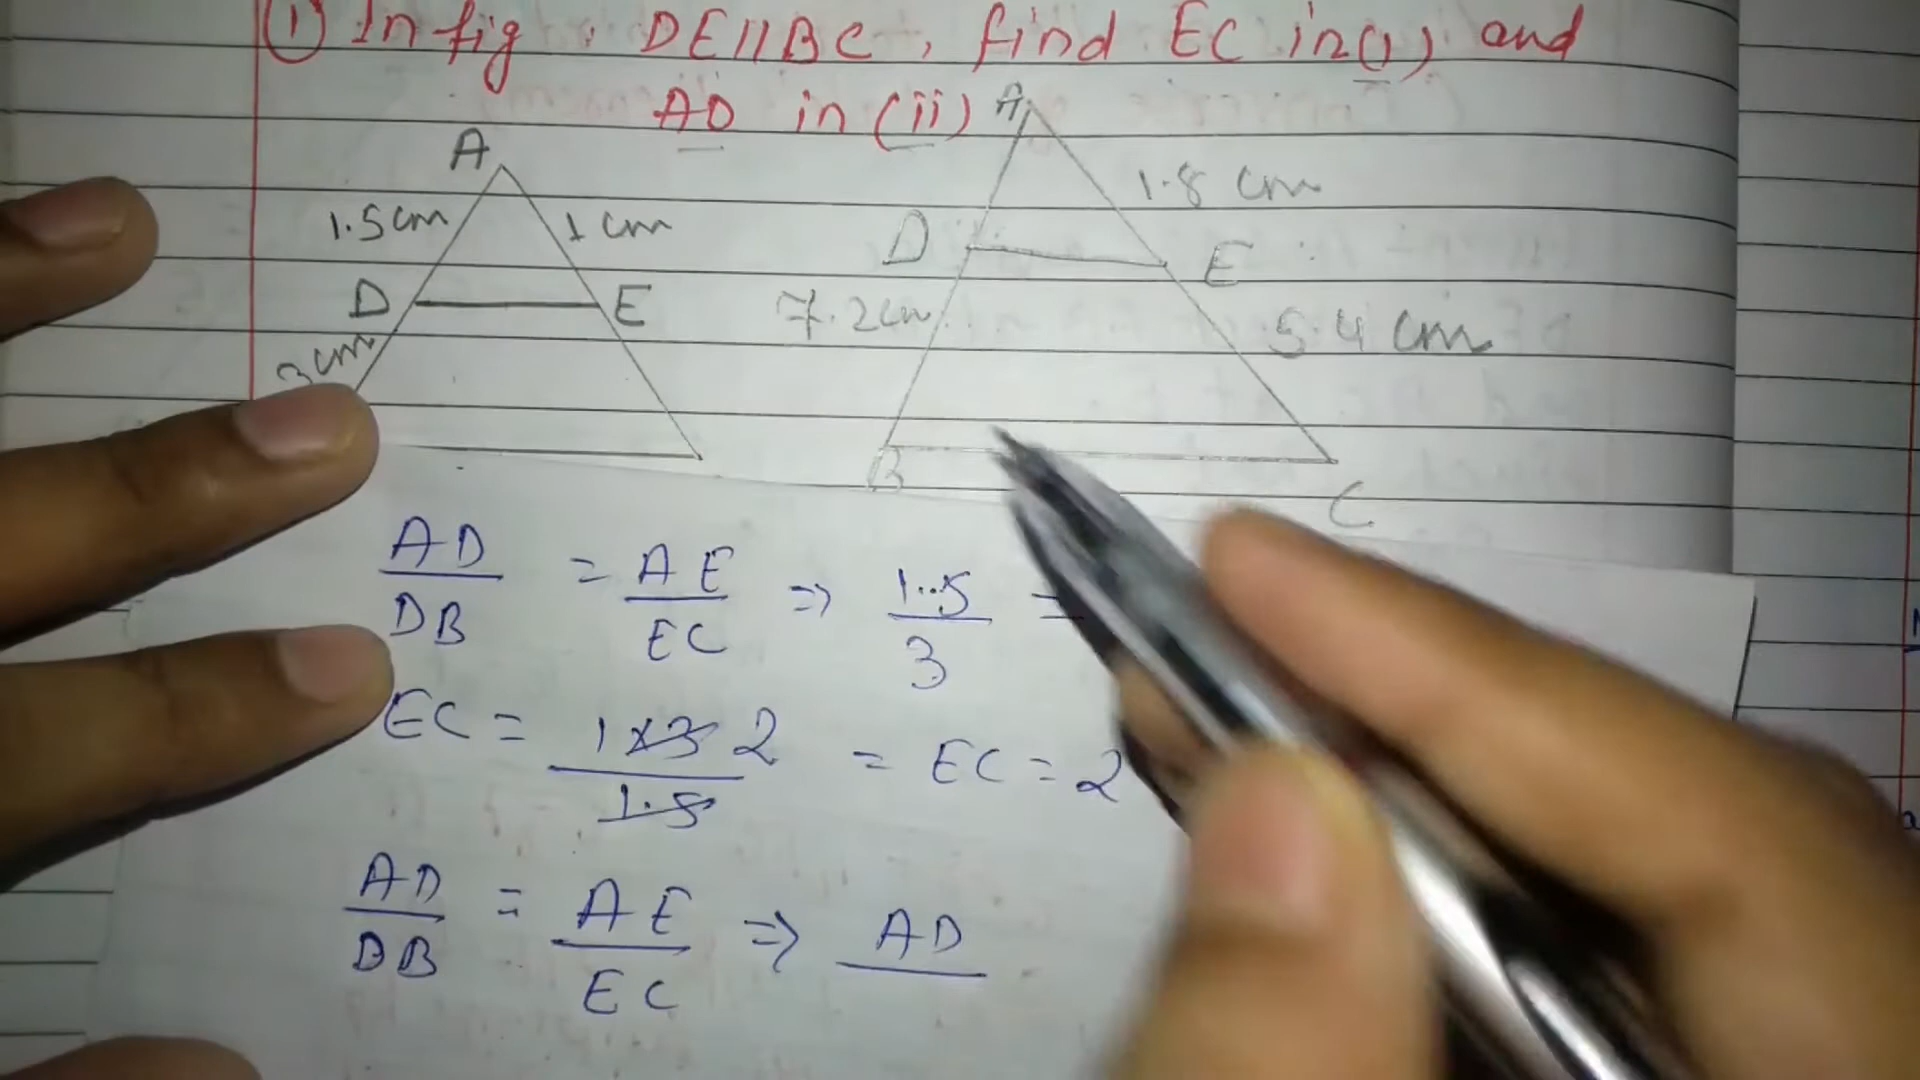 ① In fig, DE||BC, find EC in (1) and
AD in (ii)
A
1.5cm
1 cm
D
E
3cm
A
1.8 cm
D
E
7.2cm
5.4 cm
B
C
AD/DB = AE/EC => 1.5/3 =
EC = 1x3 2/1.5 = EC = 2
AD/DB = AE/EC => AD